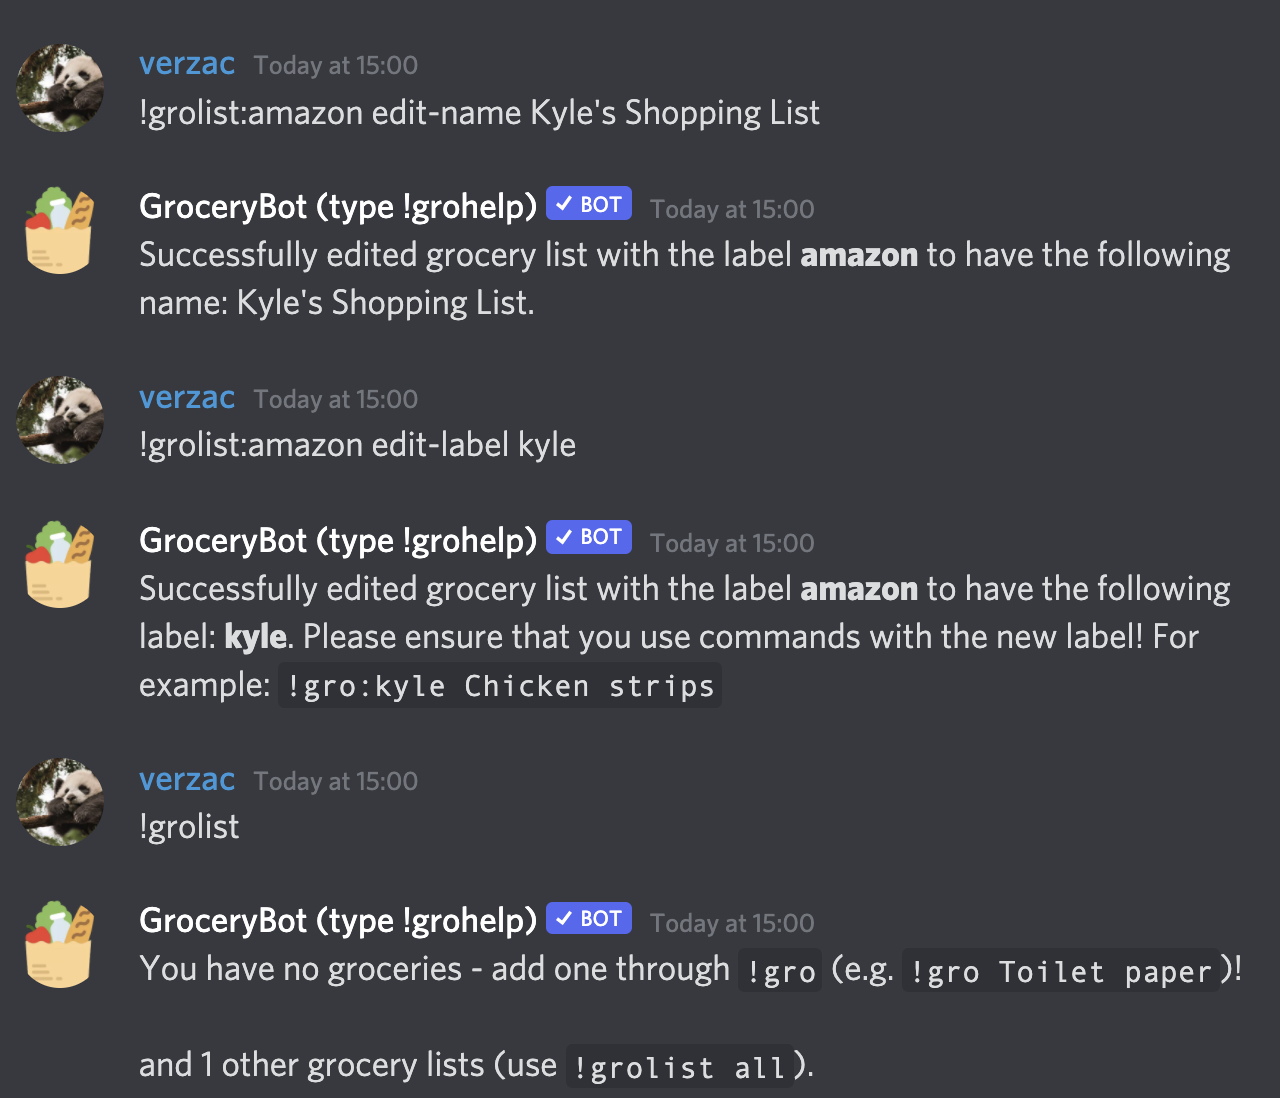 verzac Today at 15:00
!grolist:amazon edit-name Kyle's Shopping List
GroceryBot (type !grohelp) ✓ BOT Today at 15:00
Successfully edited grocery list with the label amazon to have the following
name: Kyle's Shopping List.
verzac Today at 15:00
!grolist:amazon edit-label kyle
GroceryBot (type !grohelp) ✓ BOT Today at 15:00
Successfully edited grocery list with the label amazon to have the following
label: kyle. Please ensure that you use commands with the new label! For
example: !gro:kyle Chicken strips
verzac Today at 15:00
!grolist
GroceryBot (type !grohelp) ✓ BOT Today at 15:00
You have no groceries - add one through !gro (e.g. !gro Toilet paper)!
and 1 other grocery lists (use !grolist all).